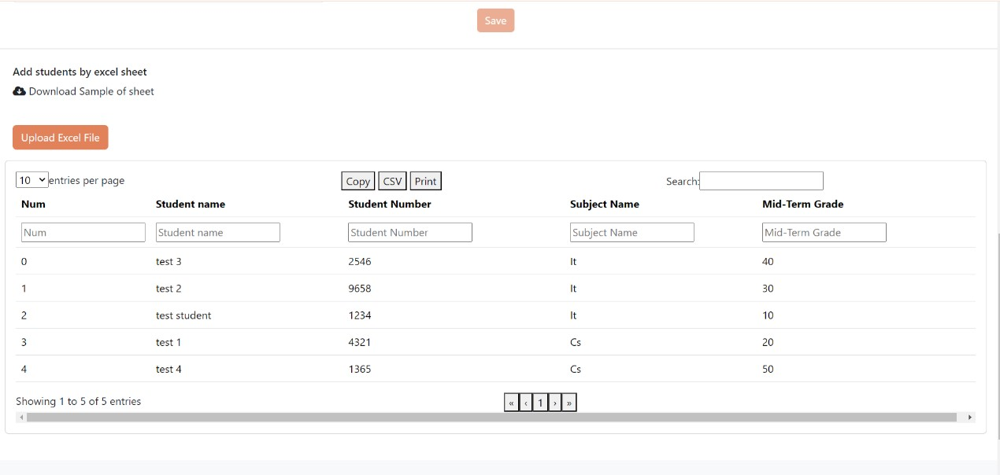 Save
Add students by excel sheet
Download Sample of sheet
Upload Excel File
10 entries per page Copy CSV Print Search:
Num Student name Student Number Subject Name Mid-Term Grade
Num Student name Student Number Subject Name Mid-Term Grade
0 test 3 2546 It 40
1 test 2 9658 It 30
2 test student 1234 It 10
3 test 1 4321 Cs 20
4 test 4 1365 Cs 50
Showing 1 to 5 of 5 entries « ‹ 1 › »